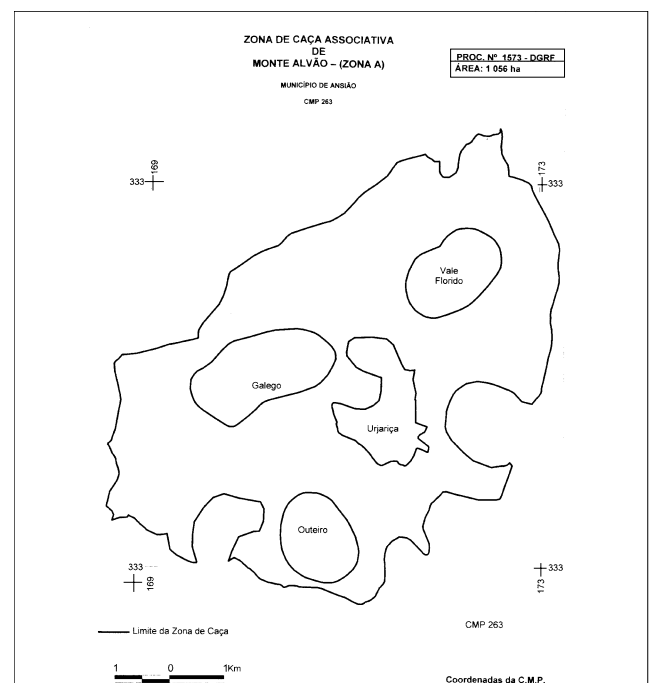 ZONA DE CAÇA ASSOCIATIVA
DE
MONTE ALVÃO – (ZONA A)
PROC. Nº 1573 - DGRF
ÁREA: 1 056 ha
MUNICÍPIO DE ANSIÃO
CMP 263
169
333
173
333
Vale
Florido
Galego
Urjariça
Outeiro
333
169
333
173
CMP 263
Limite da Zona de Caça
1 0 1Km
Coordenadas da C.M.P.